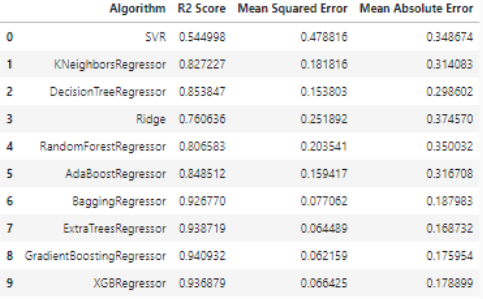 Algorithm R2 Score Mean Squared Error Mean Absolute Error
0 SVR 0.544998 0.478816 0.348674
1 KNeighborsRegressor 0.827227 0.181816 0.314083
2 DecisionTreeRegressor 0.853847 0.153803 0.298602
3 Ridge 0.760636 0.251892 0.374570
4 RandomForestRegressor 0.806583 0.203541 0.350032
5 AdaBoostRegressor 0.848512 0.159417 0.316708
6 BaggingRegressor 0.926770 0.077062 0.187983
7 ExtraTreesRegressor 0.938719 0.064489 0.168732
8 GradientBoostingRegressor 0.940932 0.062159 0.175954
9 XGBRegressor 0.936879 0.066425 0.178899